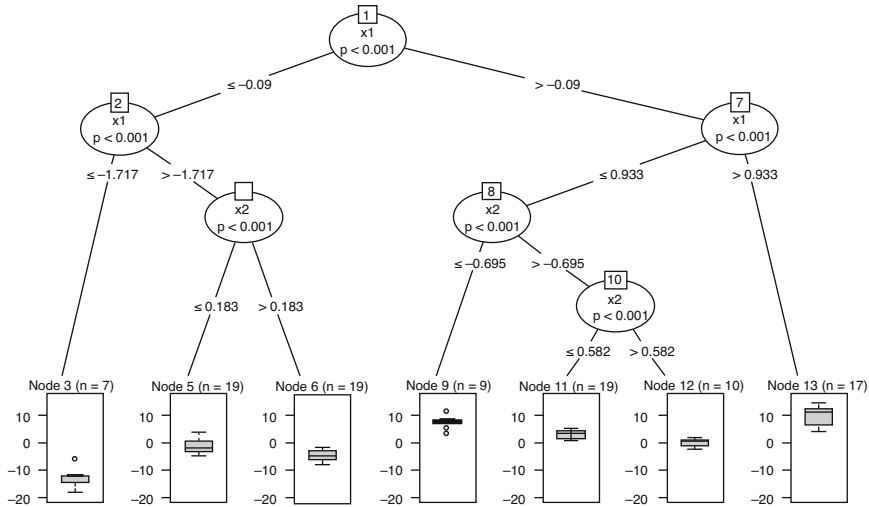 1
x1
p < 0.001
≤ −0.09
> −0.09
2
x1
p < 0.001
7
x1
p < 0.001
≤ −1.717
> −1.717
≤ 0.933
> 0.933
x2
p < 0.001
8
x2
p < 0.001
≤ −0.695
> −0.695
10
x2
p < 0.001
≤ 0.183
> 0.183
≤ 0.582
> 0.582
Node 3 (n = 7)
Node 5 (n = 19)
Node 6 (n = 19)
Node 9 (n = 9)
Node 11 (n = 19)
Node 12 (n = 10)
Node 13 (n = 17)
10
0
−10
−20
10
0
−10
−20
10
0
−10
−20
10
0
−10
−20
10
0
−10
−20
10
0
−10
−20
10
0
−10
−20